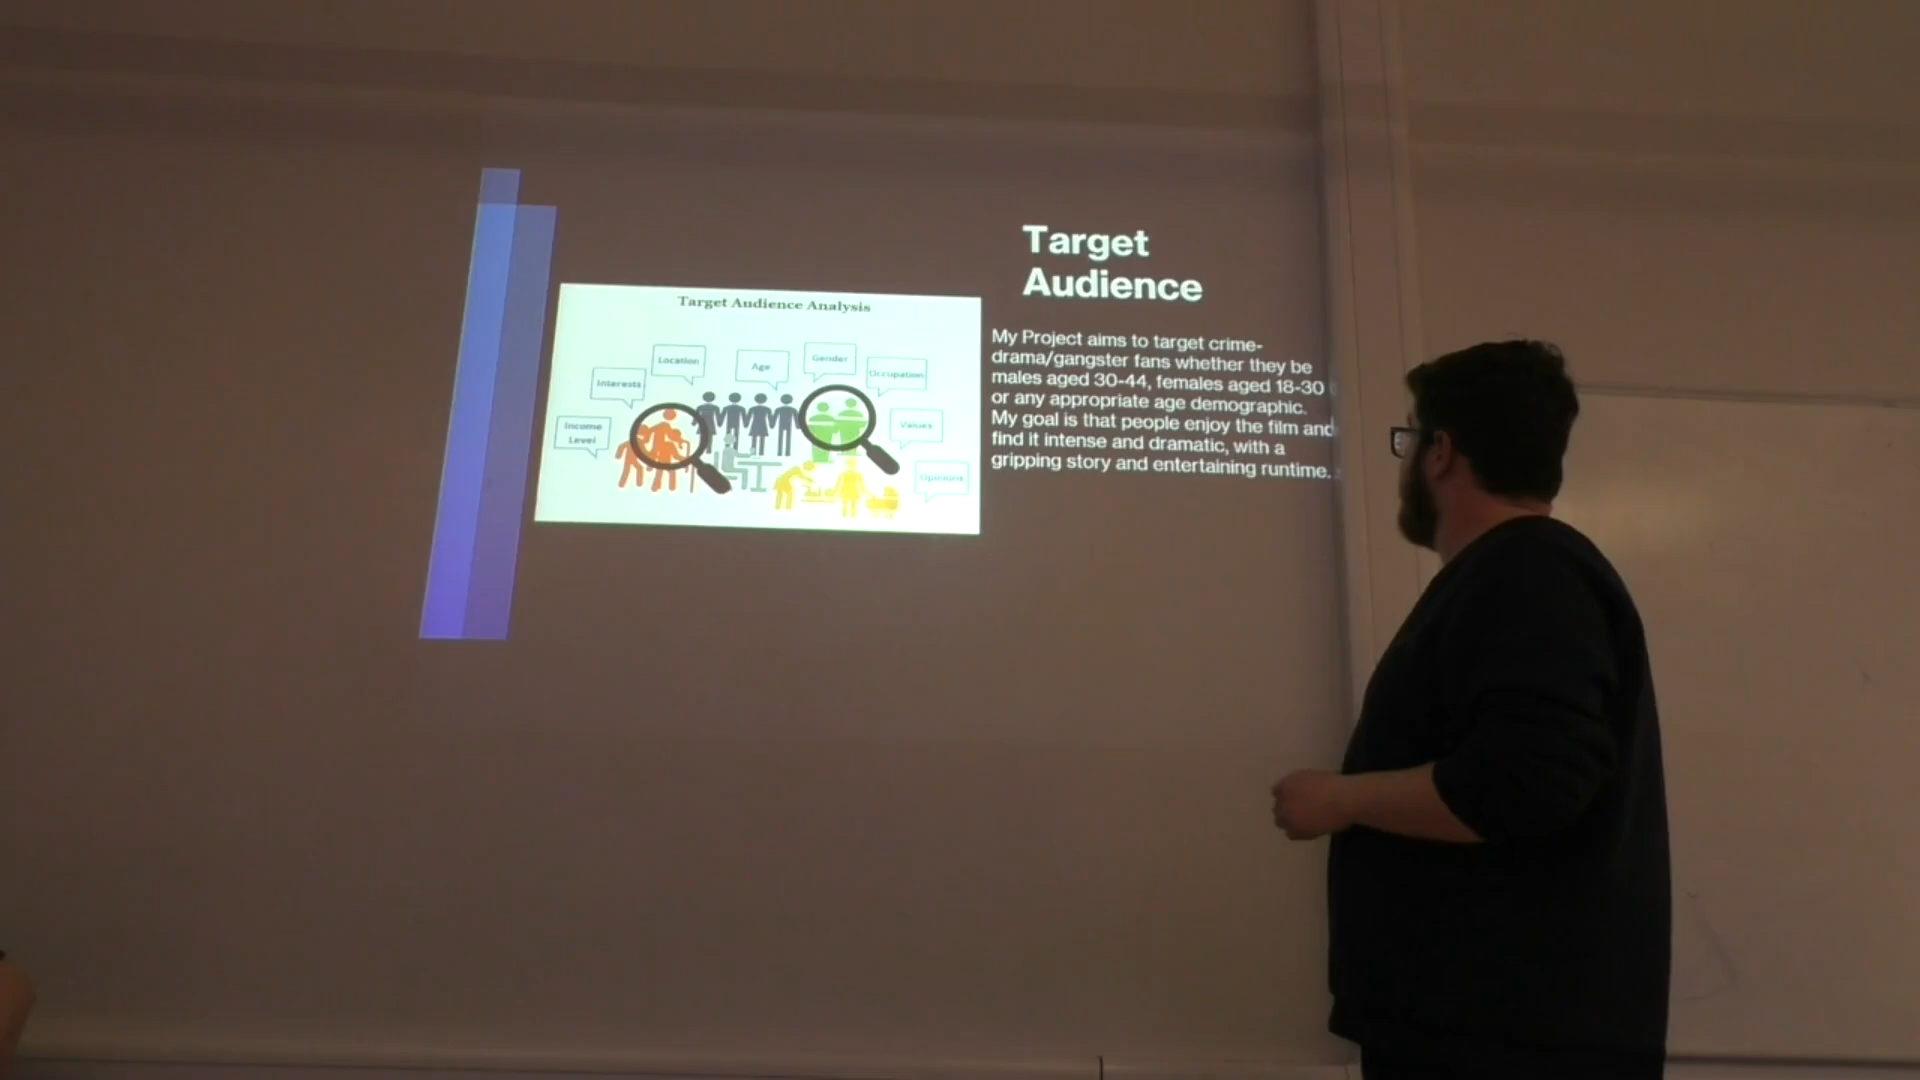 Target
Audience
Target Audience Analysis
Location
Age
Gender
Occupation
Interests
Income
Level
Values
Opinions
My Project aims to target crime-
drama/gangster fans whether they be
males aged 30-44, females aged 18-30
or any appropriate age demographic.
My goal is that people enjoy the film and
find it intense and dramatic, with a
gripping story and entertaining runtime.